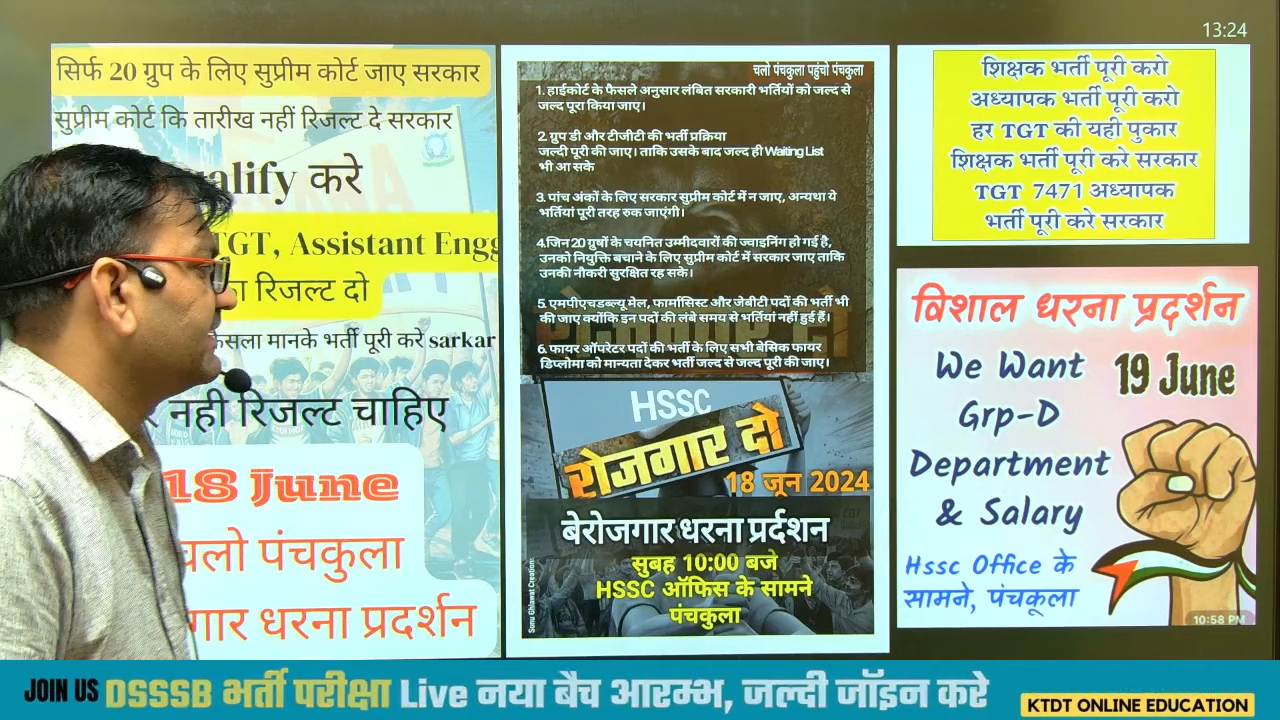 13:24
सिर्फ 20 ग्रुप के लिए सुप्रीम कोर्ट जाए सरकार
सुप्रीम कोर्ट कि तारीख नहीं रिजल्ट दे सरकार
alify करे
TGT, Assistant Engg
रिजल्ट दो
मानके भर्ती पूरी करे sarkar
नही रिजल्ट चाहिए
18 June
चलो पंचकुला
गार धरना प्रदर्शन
चलो पंचकुला पहुंचो पंचकुला
1. हाईकोर्ट के फैसले अनुसार लंबित सरकारी भर्तियों को जल्द से
जल्द पूरा किया जाए।
2. ग्रुप डी और टीजीटी की भर्ती प्रक्रिया
जल्दी पूरी की जाए। ताकि उसके बाद जल्द ही Waiting List
भी आ सके
3. पांच अंकों के लिए सरकार सुप्रीम कोर्ट में न जाए, अन्यथा ये
भर्तियां पूरी तरह रुक जाएंगी।
4.जिन 20 ग्रुषों के चयनित उम्मीदवारों की ज्वाइनिंग हो गई है,
उनको नियुक्ति बचाने के लिए सुप्रीम कोर्ट में सरकार जाए ताकि
उनकी नौकरी सुरक्षित रह सके।
5. एमपीएचडब्ल्यू मेल, फार्मासिस्ट और जेबीटी पदों की भर्ती भी
की जाए क्योंकि इन पदों की लंबे समय से भर्तियां नहीं हुई हैं।
6. फायर ऑपरेटर पदों की भर्ती के लिए सभी बेसिक फायर
डिप्लोमा को मान्यता देकर भर्ती जल्द से जल्द पूरी की जाए।
HSSC
रोजगार दो
18 जून 2024
बेरोजगार धरना प्रर्दशन
सुबह 10:00 बजे
HSSC ऑफिस के सामने
पंचकुला
Sonu Ghlawat Creation:
शिक्षक भर्ती पूरी करो
अध्यापक भर्ती पूरी करो
हर TGT की यही पुकार
शिक्षक भर्ती पूरी करे सरकार
TGT 7471 अध्यापक
भर्ती पूरी करे सरकार
विशाल धरना प्रदर्शन
We Want
19 June
Grp-D
Department
& Salary
Hssc Office के
सामने, पंचकूला
10:58 PM
JOIN US DSSSB भर्ती परीक्षा Live नया बैच आरम्भ, जल्दी जॉइन करे
KTDT ONLINE EDUCATION